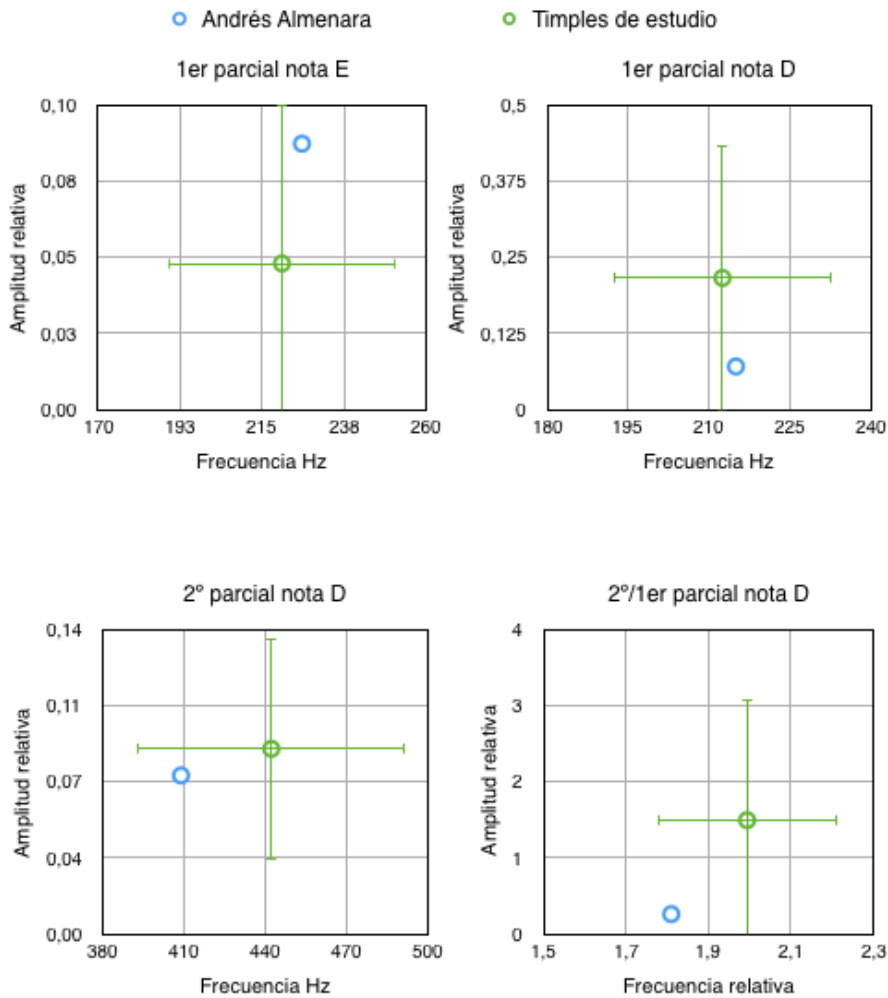 Andrés Almenara
Timples de estudio
1er parcial nota E
0,10
0,08
0,05
0,03
0,00
170 193 215 238 260
Amplitud relativa
Frecuencia Hz
1er parcial nota D
0,5
0,375
0,25
0,125
0
180 195 210 225 240
Amplitud relativa
Frecuencia Hz
2º parcial nota D
0,14
0,11
0,07
0,04
0,00
380 410 440 470 500
Amplitud relativa
Frecuencia Hz
2º/1er parcial nota D
4
3
2
1
0
1,5 1,7 1,9 2,1 2,3
Amplitud relativa
Frecuencia relativa